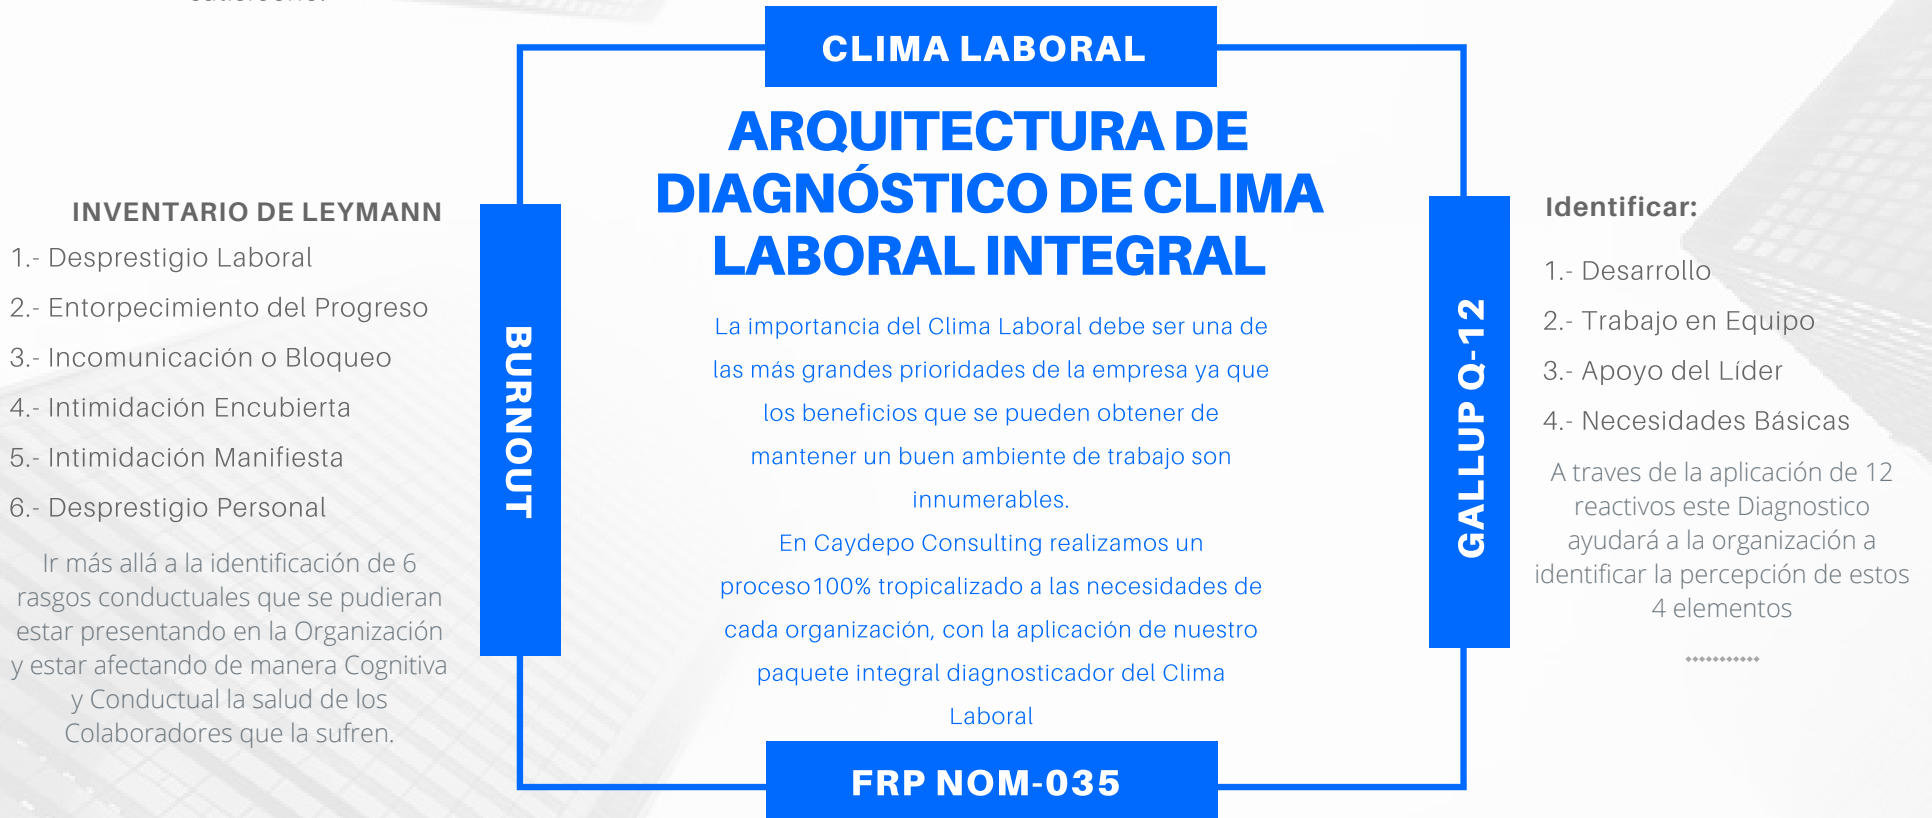 CLIMA LABORAL
ARQUITECTURA DE
DIAGNÓSTICO DE CLIMA
LABORAL INTEGRAL
La importancia del Clima Laboral debe ser una de
las más grandes prioridades de la empresa ya que
los beneficios que se pueden obtener de
mantener un buen ambiente de trabajo son
innumerables.
En Caydepo Consulting realizamos un
proceso100% tropicalizado a las necesidades de
cada organización, con la aplicación de nuestro
paquete integral diagnosticador del Clima
Laboral
FRP NOM-035
INVENTARIO DE LEYMANN
1.- Desprestigio Laboral
2.- Entorpecimiento del Progreso
3.- Incomunicación o Bloqueo
4.- Intimidación Encubierta
5.- Intimidación Manifiesta
6.- Desprestigio Personal
Ir más allá a la identificación de 6
rasgos conductuales que se pudieran
estar presentando en la Organización
y estar afectando de manera Cognitiva
y Conductual la salud de los
Colaboradores que la sufren.
BURNOUT
GALLUP Q-12
Identificar:
1.- Desarrollo
2.- Trabajo en Equipo
3.- Apoyo del Líder
4.- Necesidades Básicas
A traves de la aplicación de 12
reactivos este Diagnostico
ayudará a la organización a
identificar la percepción de estos
4 elementos